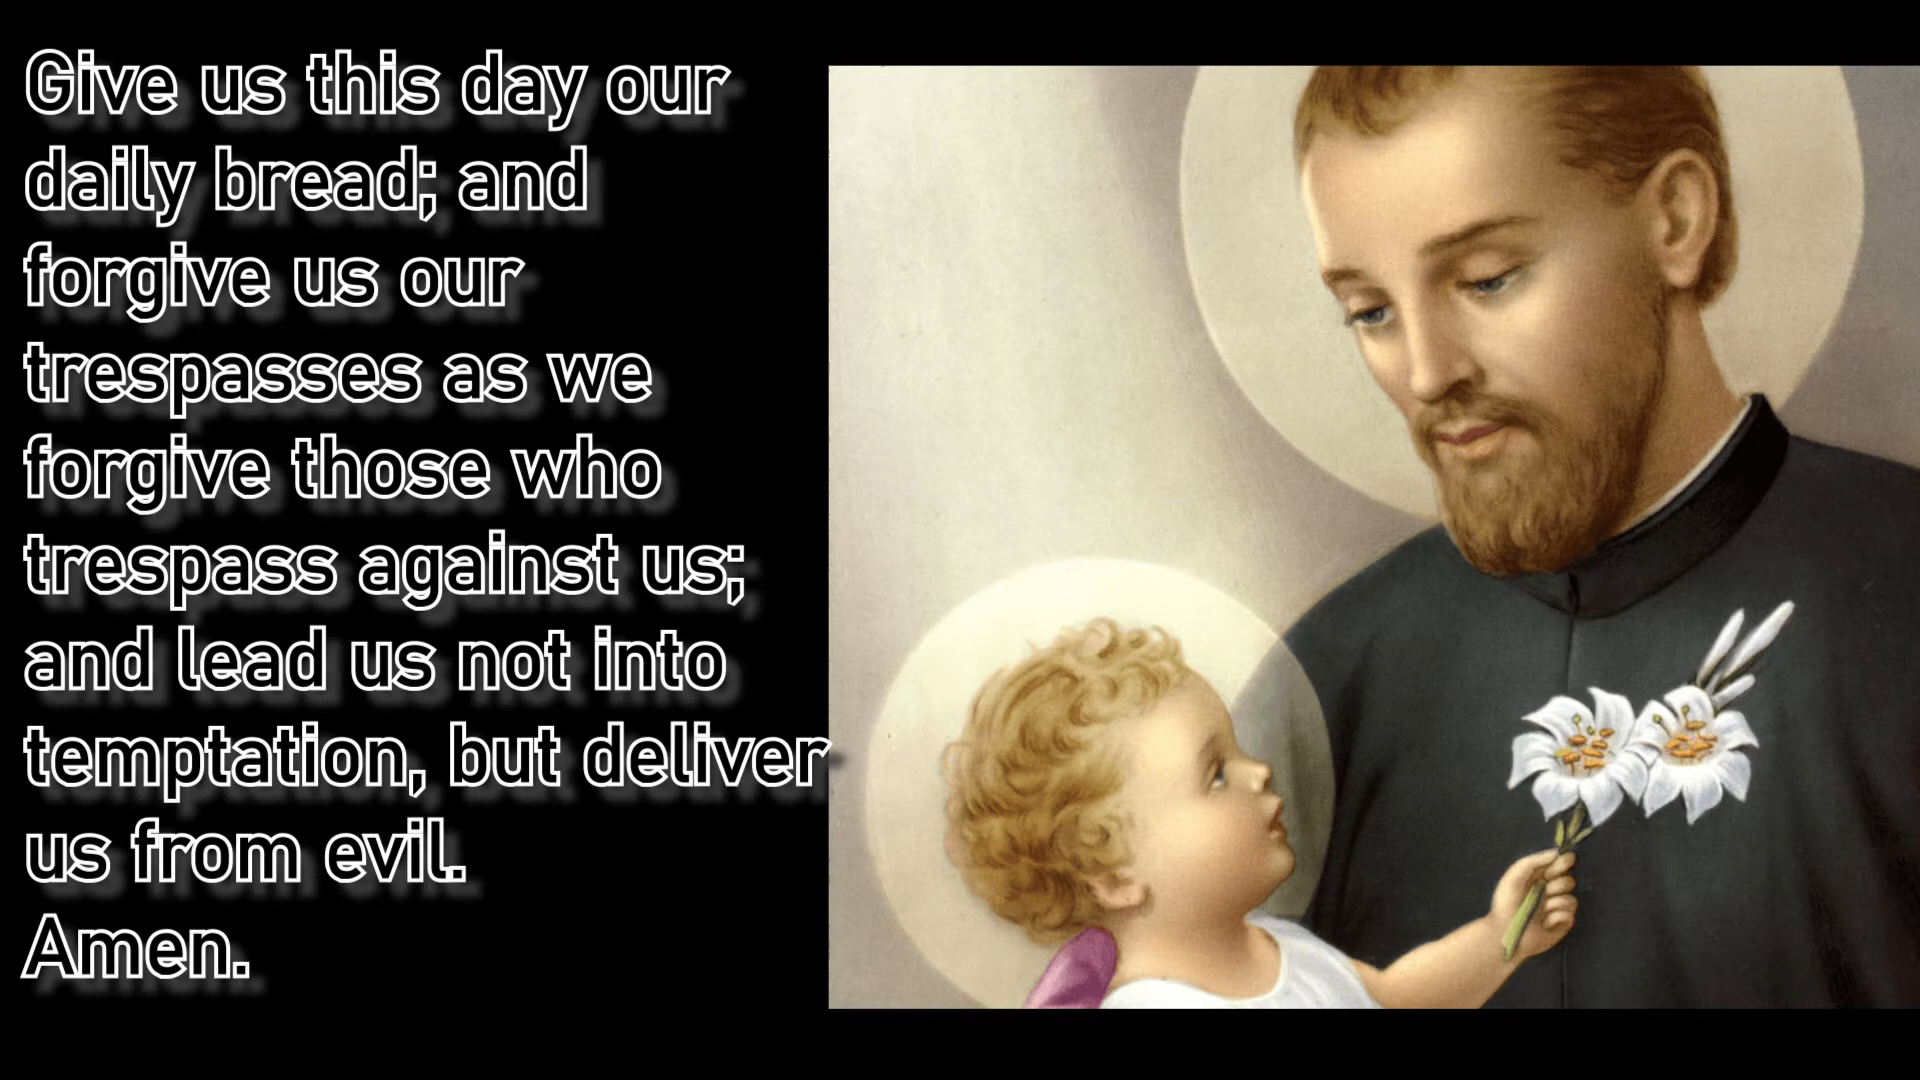 Give us this day our
daily bread; and
forgive us our
trespasses as we
forgive those who
trespass against us;
and lead us not into
temptation, but deliver
us from evil.
Amen.